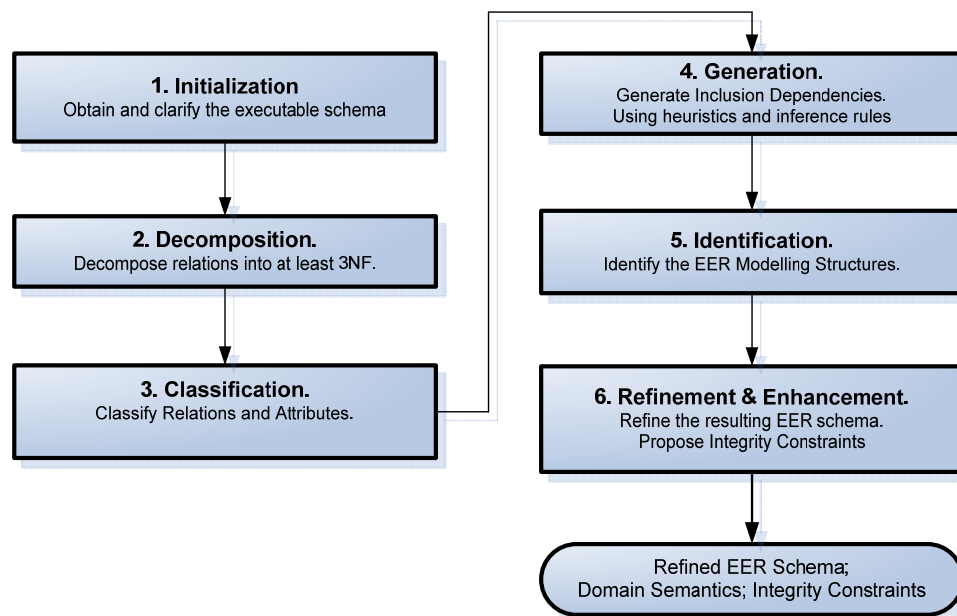 1. Initialization
Obtain and clarify the executable schema
2. Decomposition.
Decompose relations into at least 3NF.
3. Classification.
Classify Relations and Attributes.
4. Generation.
Generate Inclusion Dependencies.
Using heuristics and inference rules
5. Identification.
Identify the EER Modelling Structures.
6. Refinement & Enhancement.
Refine the resulting EER schema.
Propose Integrity Constraints
Refined EER Schema;
Domain Semantics; Integrity Constraints